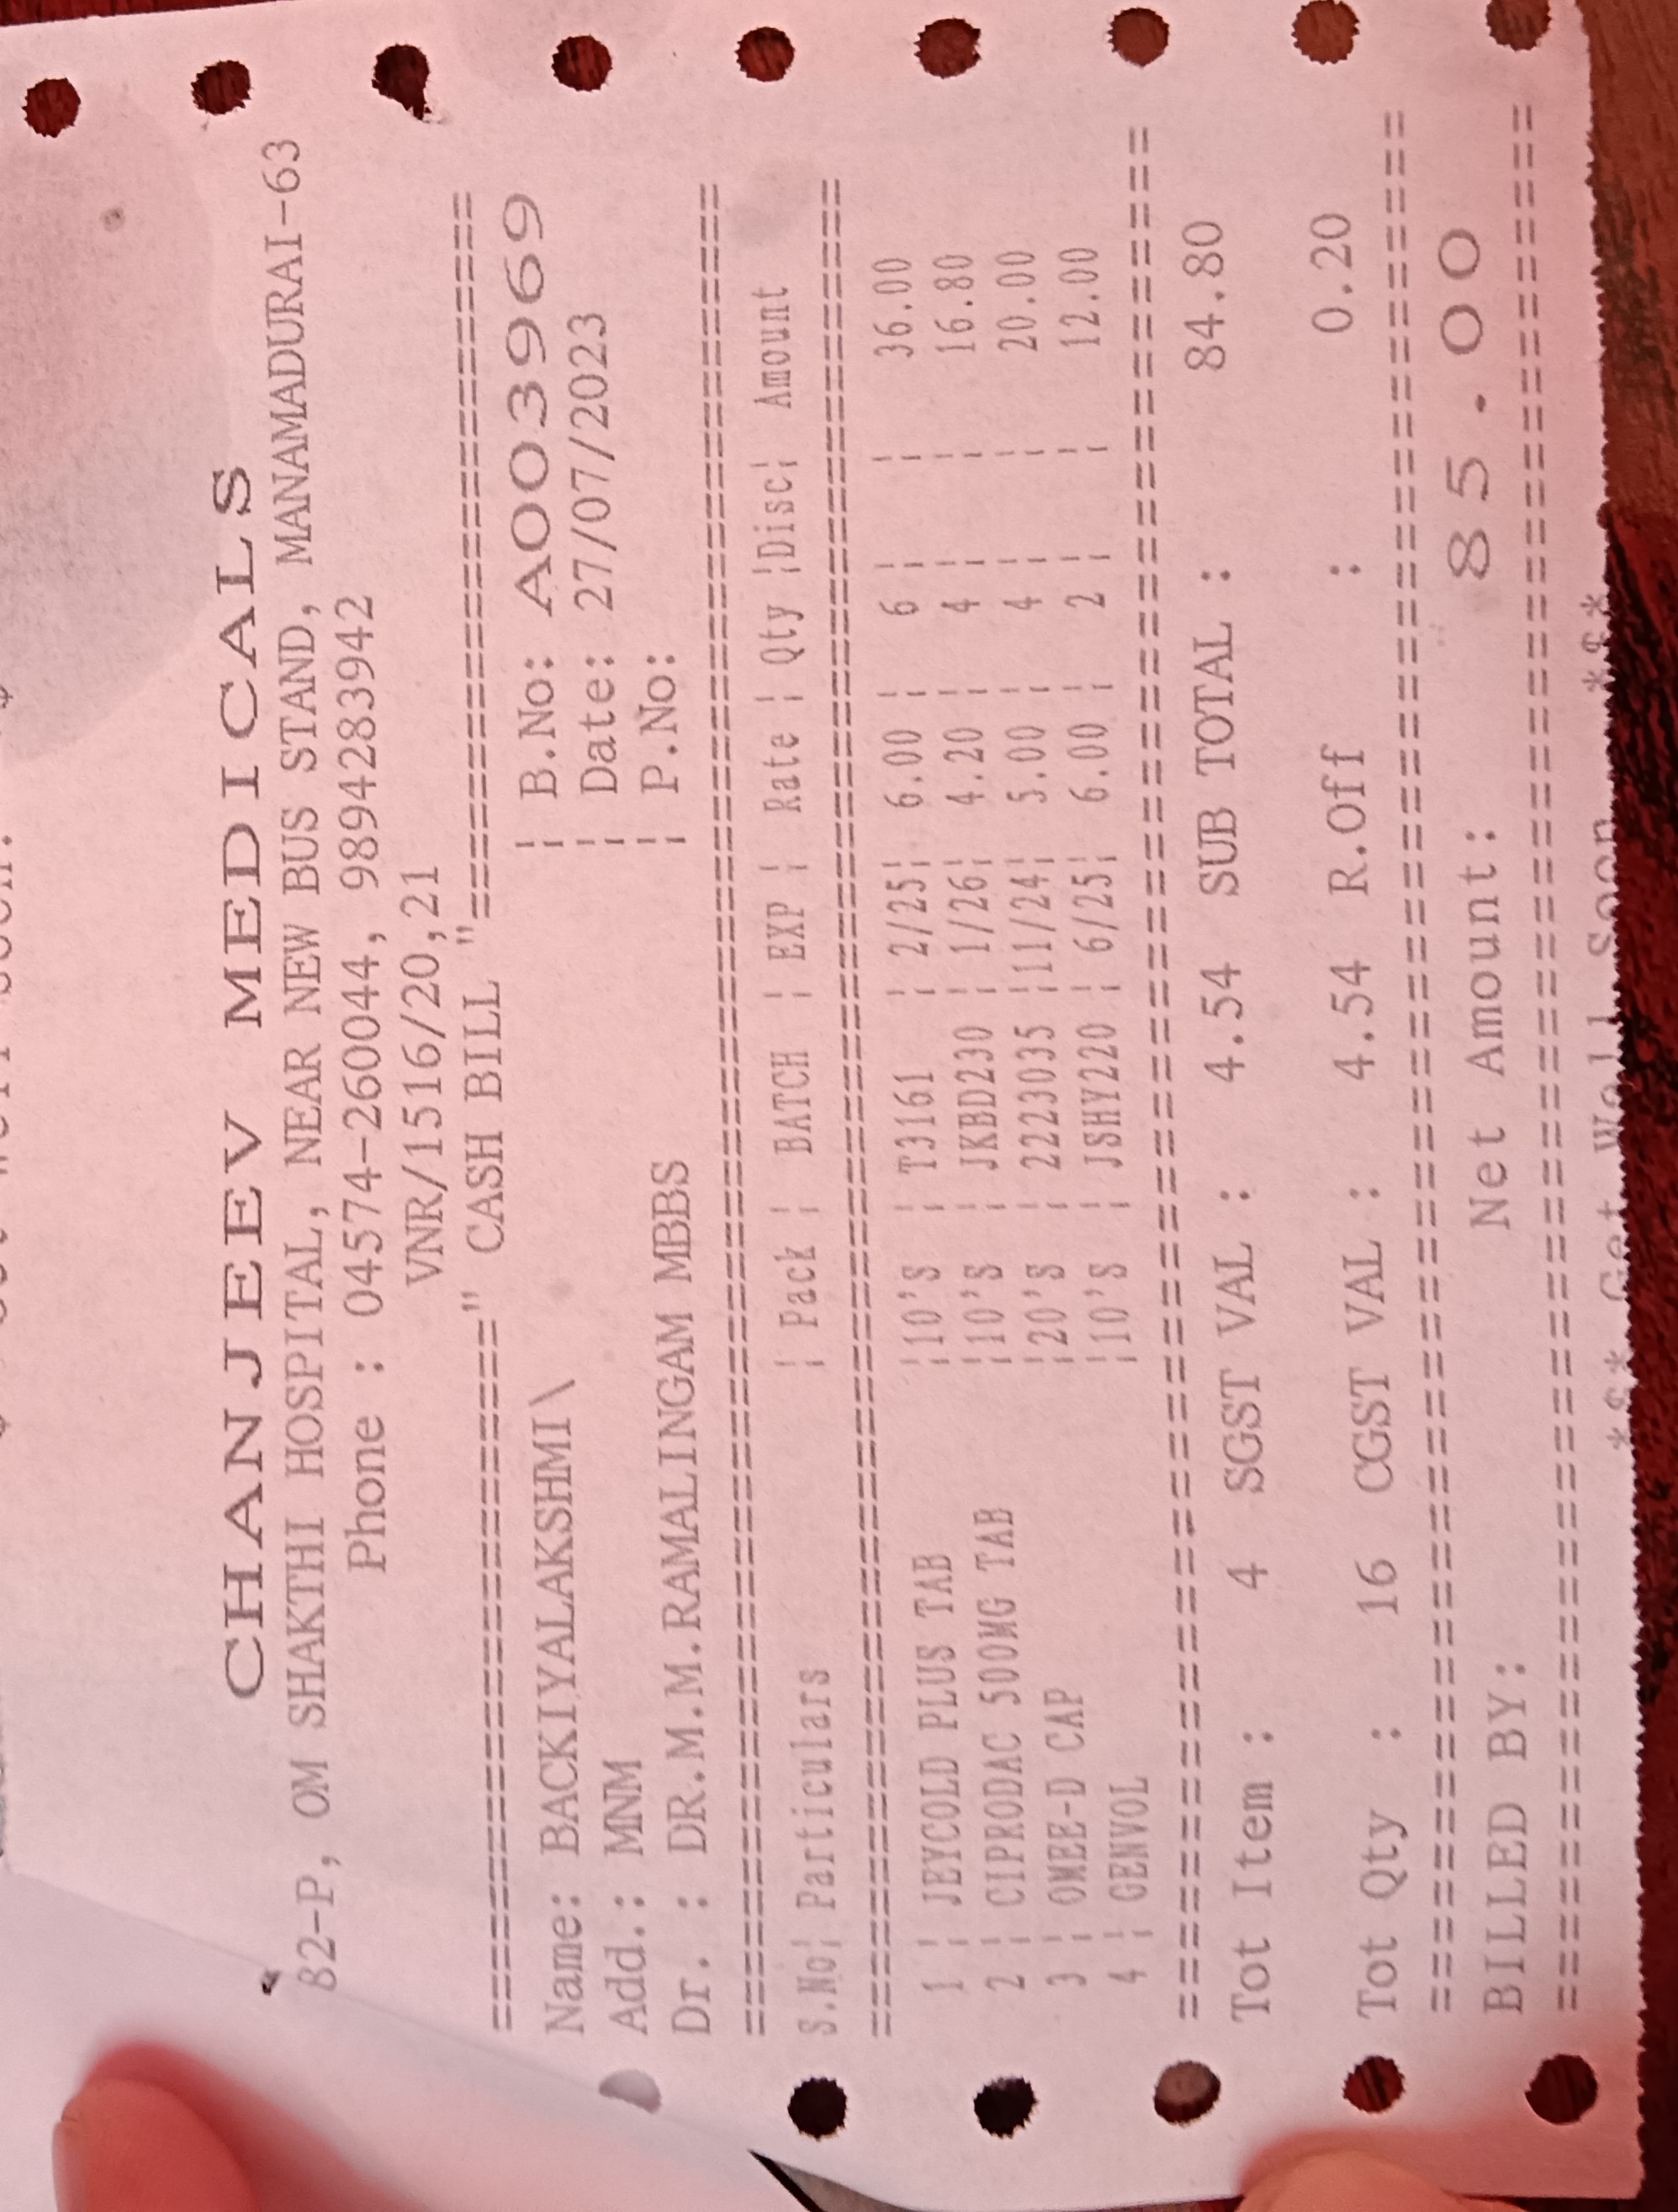 CHANJEEV MEDICALS
82-P, OM SHAKTHI HOSPITAL, NEAR NEW BUS STAND, MANAMADURAI-63
Phone : 04574-260044, 9894283942
VNR/1516/20,21
==============" CASH BILL "==============
Name: BACKIYALAKSHMI\ ¦ B.No: A003969
Add.: MNM ¦ Date: 27/07/2023
Dr. : DR.M.M.RAMALINGAM MBBS ¦ P.No:
========================================
S.No¦ Particulars ¦ Pack ¦ BATCH ¦ EXP ¦ Rate ¦ Qty ¦Disc¦ Amount
========================================
1 ¦ JEYCOLD PLUS TAB ¦10'S ¦ T3161 ¦ 2/25¦ 6.00 ¦ 6 ¦ ¦ 36.00
2 ¦ CIPRODAC 500MG TAB ¦10'S ¦ JKBD230 ¦ 1/26¦ 4.20 ¦ 4 ¦ ¦ 16.80
3 ¦ OMEE-D CAP ¦20'S ¦ 2223035 ¦11/24¦ 5.00 ¦ 4 ¦ ¦ 20.00
4 ¦ GENVOL ¦10'S ¦ JSHY220 ¦ 6/25¦ 6.00 ¦ 2 ¦ ¦ 12.00
========================================
Tot Item : 4 SGST VAL : 4.54 SUB TOTAL : 84.80
Tot Qty : 16 CGST VAL : 4.54 R.Off : 0.20
========================================
BILLED BY: Net Amount: 85.00
========================================
*$* Get Well Soon *$*